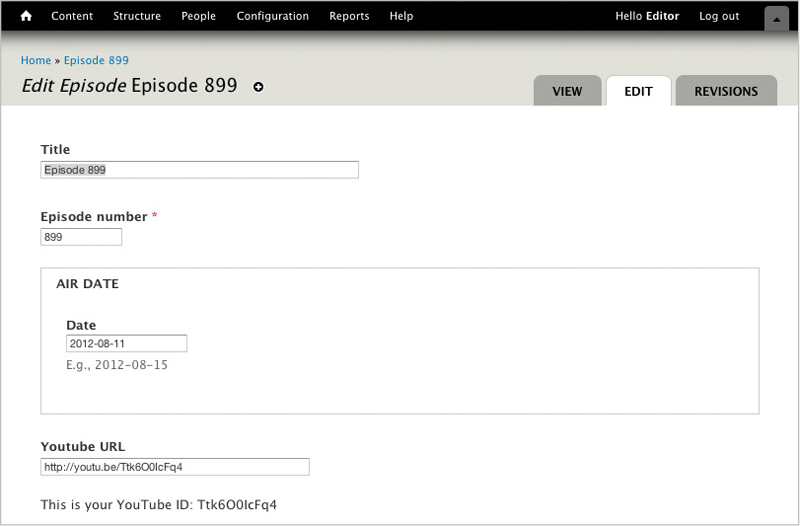 Content Structure People Configuration Reports Help Hello Editor Log out
Home » Episode 899
Edit Episode Episode 899
VIEW EDIT REVISIONS
Title
Episode 899
Episode number *
899
AIR DATE
Date
2012-08-11
E.g., 2012-08-15
Youtube URL
http://youtu.be/Ttk6O0IcFq4
This is your YouTube ID: Ttk6O0IcFq4